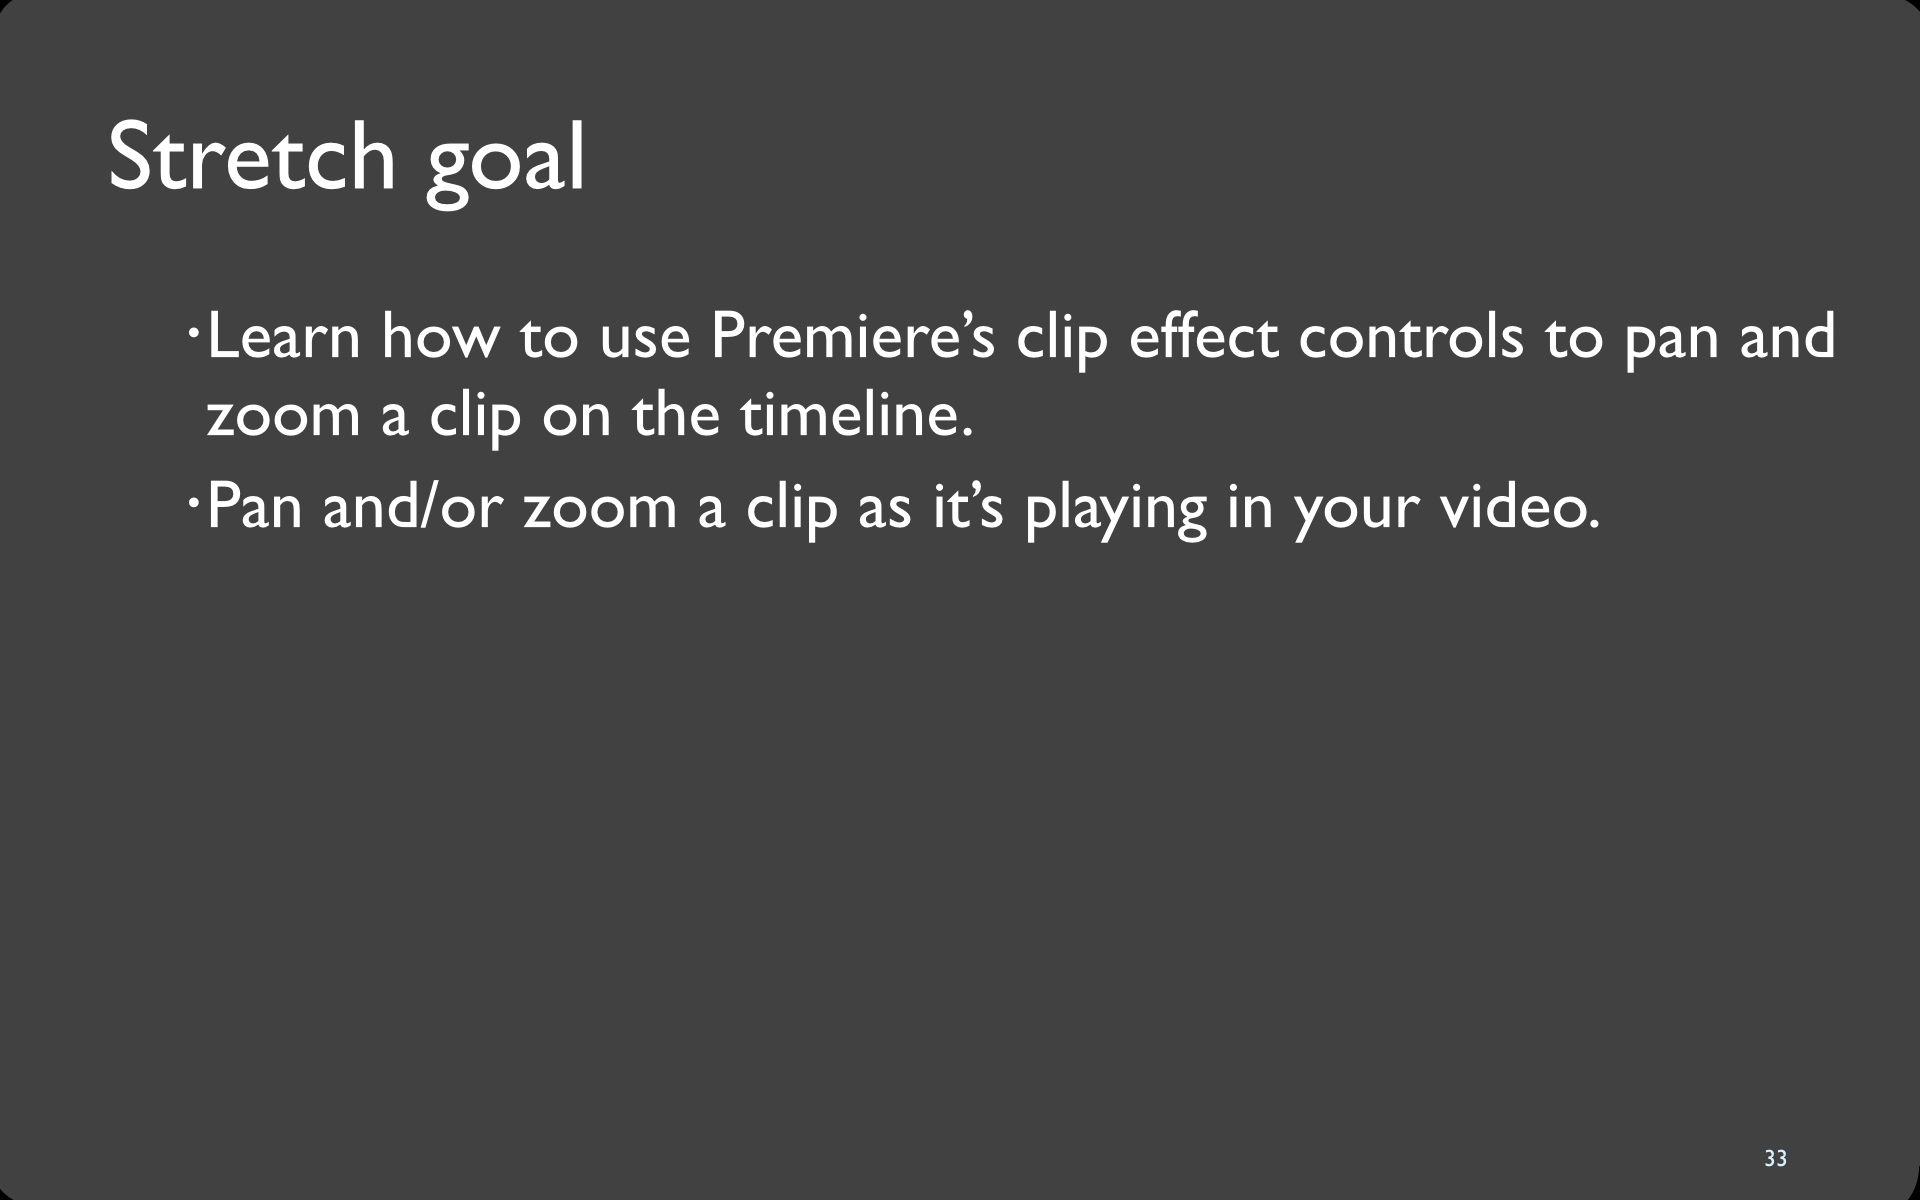 Stretch goal
·Learn how to use Premiere’s clip effect controls to pan and
zoom a clip on the timeline.
·Pan and/or zoom a clip as it’s playing in your video.
33